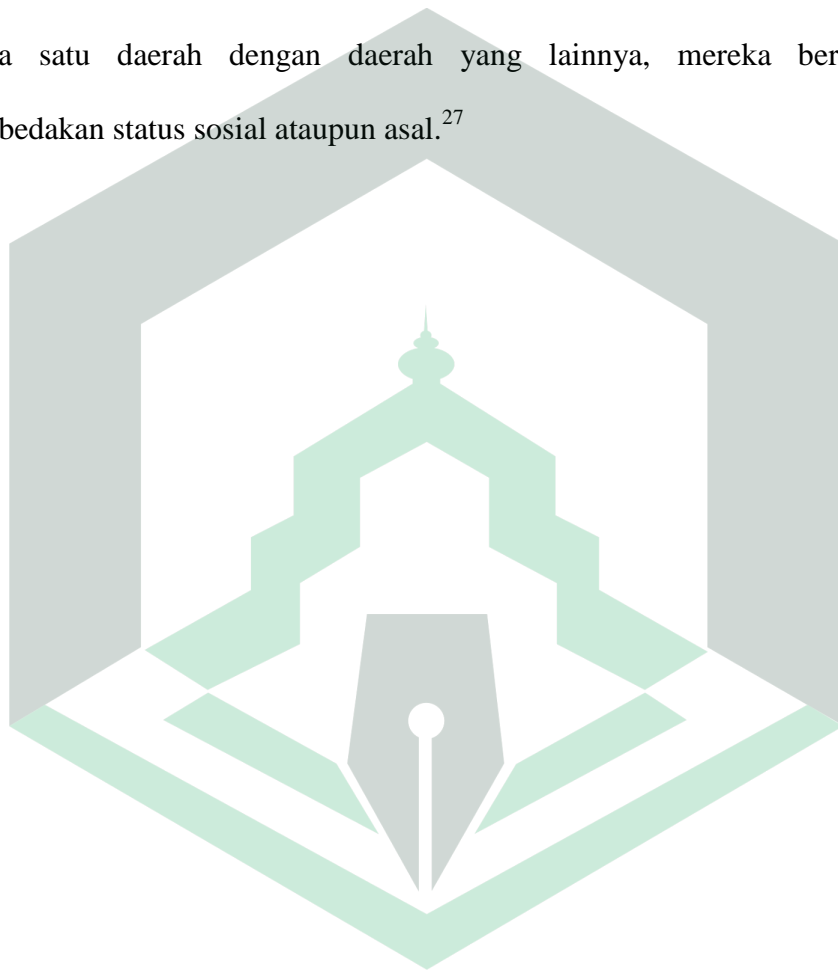 a satu daerah dengan daerah yang lainnya, mereka ber
bedakan status sosial ataupun asal.27